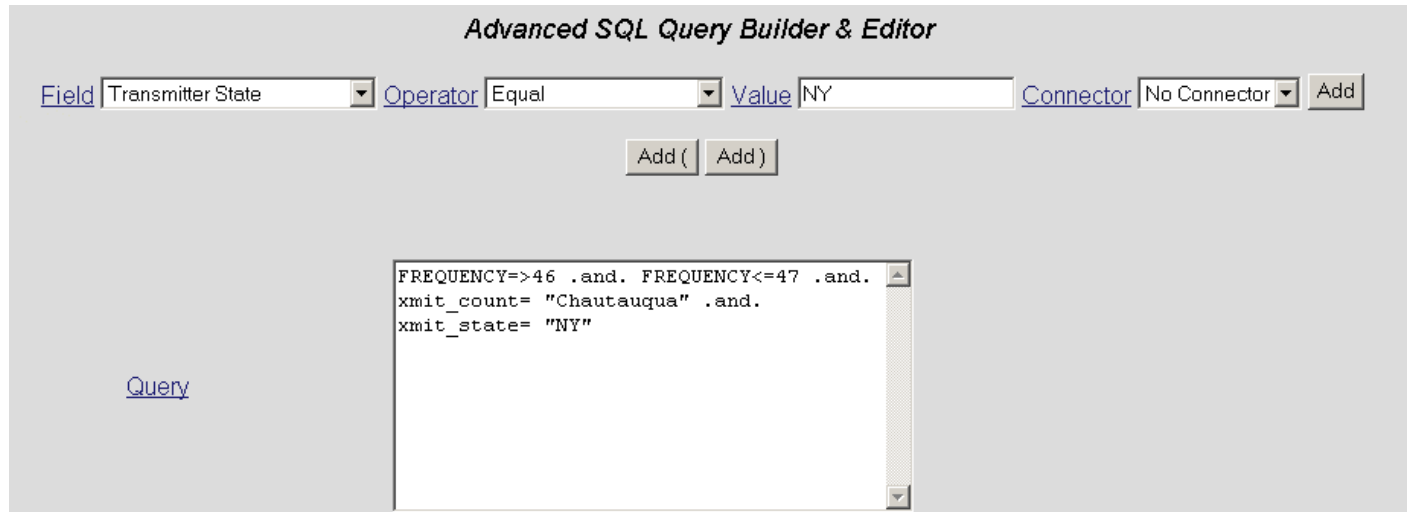 Advanced SQL Query Builder & Editor
Field Transmitter State Operator Equal Value NY Connector No Connector Add
Add ( Add )
FREQUENCY=>46 .and. FREQUENCY<=47 .and.
xmit_count= "Chautauqua" .and.
xmit_state= "NY"
Query